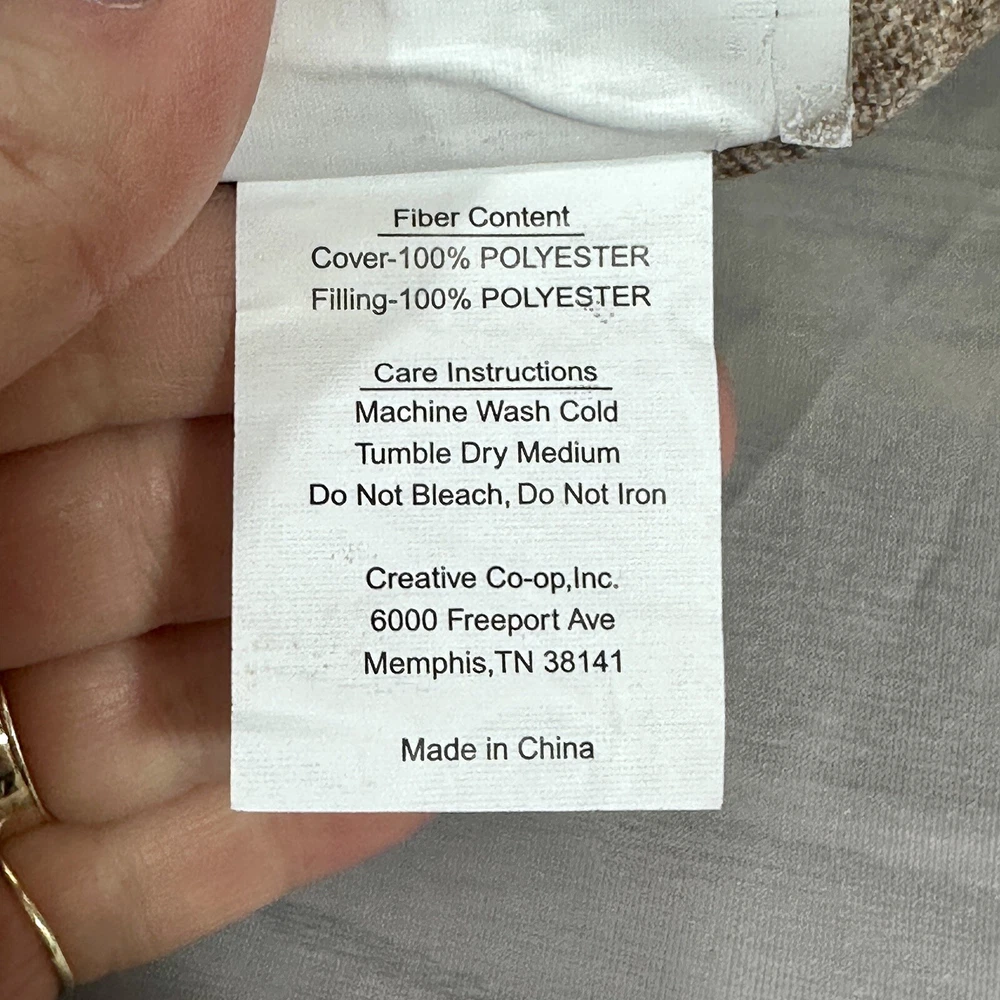 Fiber Content
Cover-100% POLYESTER
Filling-100% POLYESTER
Care Instructions
Machine Wash Cold
Tumble Dry Medium
Do Not Bleach, Do Not Iron
Creative Co-op,Inc.
6000 Freeport Ave
Memphis,TN 38141
Made in China